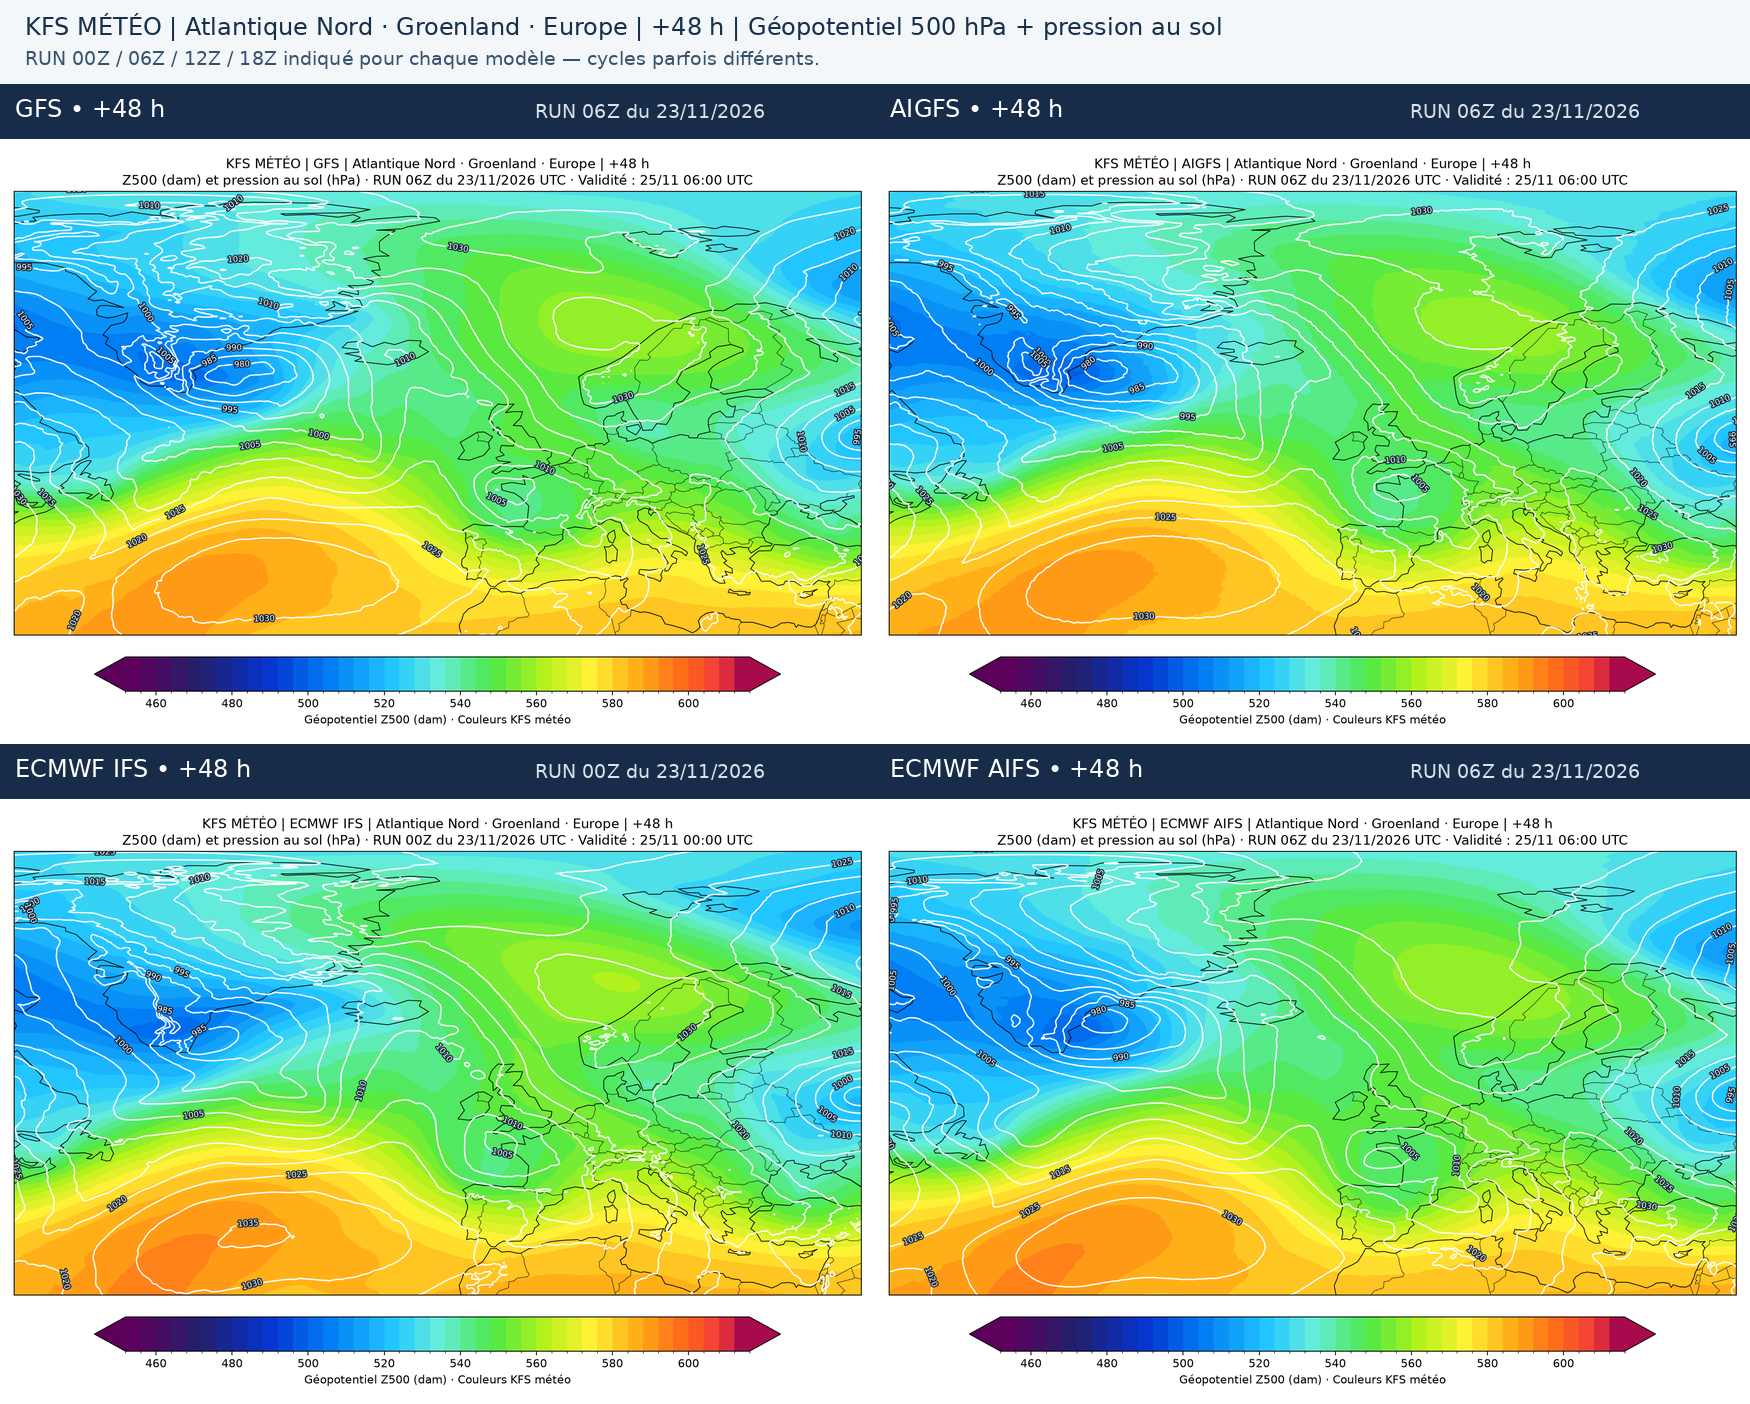 KFS MÉTÉO | Atlantique Nord · Groenland · Europe | +48 h | Géopotentiel 500 hPa + pression au sol
RUN 00Z / 06Z / 12Z / 18Z indiqué pour chaque modèle — cycles parfois différents.
GFS • +48 h RUN 06Z du 23/11/2026
KFS MÉTÉO | GFS | Atlantique Nord · Groenland · Europe | +48 h
Z500 (dam) et pression au sol (hPa) · RUN 06Z du 23/11/2026 UTC · Validité : 25/11 06:00 UTC
460 480 500 520 540 560 580 600
Géopotentiel Z500 (dam) · Couleurs KFS météo
AIGFS • +48 h RUN 06Z du 23/11/2026
KFS MÉTÉO | AIGFS | Atlantique Nord · Groenland · Europe | +48 h
Z500 (dam) et pression au sol (hPa) · RUN 06Z du 23/11/2026 UTC · Validité : 25/11 06:00 UTC
460 480 500 520 540 560 580 600
Géopotentiel Z500 (dam) · Couleurs KFS météo
ECMWF IFS • +48 h RUN 00Z du 23/11/2026
KFS MÉTÉO | ECMWF IFS | Atlantique Nord · Groenland · Europe | +48 h
Z500 (dam) et pression au sol (hPa) · RUN 00Z du 23/11/2026 UTC · Validité : 25/11 00:00 UTC
460 480 500 520 540 560 580 600
Géopotentiel Z500 (dam) · Couleurs KFS météo
ECMWF AIFS • +48 h RUN 06Z du 23/11/2026
KFS MÉTÉO | ECMWF AIFS | Atlantique Nord · Groenland · Europe | +48 h
Z500 (dam) et pression au sol (hPa) · RUN 06Z du 23/11/2026 UTC · Validité : 25/11 06:00 UTC
460 480 500 520 540 560 580 600
Géopotentiel Z500 (dam) · Couleurs KFS météo